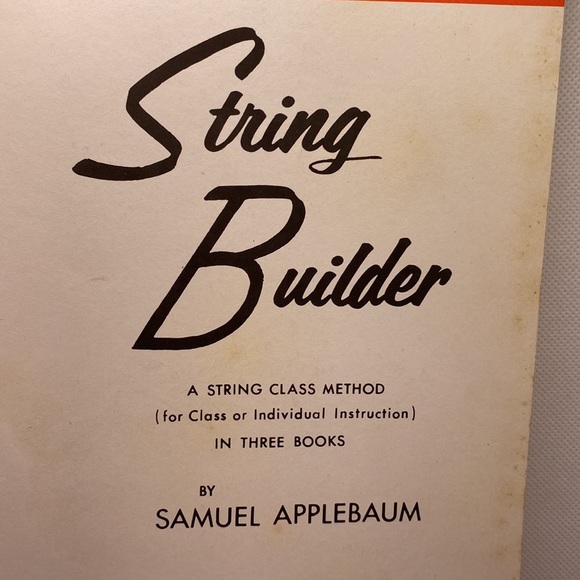 String
Builder
A STRING CLASS METHOD
(for Class or Individual Instruction)
IN THREE BOOKS
BY
SAMUEL APPLEBAUM